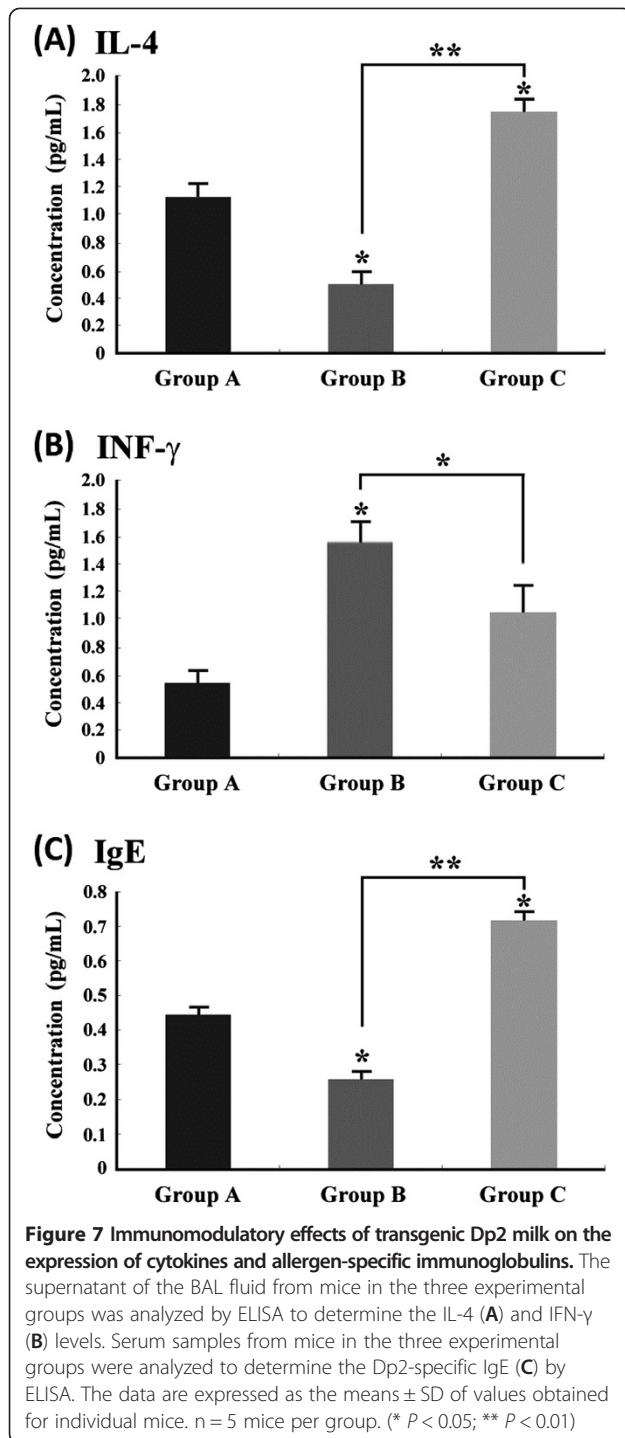 (A) IL-4
Concentration (pg/mL)
2.0
1.8
1.6
1.4
1.2
1.0
0.8
0.6
0.4
0.2
0
**
*
*
Group A Group B Group C
(B) INF-γ
Concentration (pg/mL)
2.0
1.8
1.6
1.4
1.2
1.0
0.8
0.6
0.4
0.2
0
*
*
Group A Group B Group C
(C) IgE
Concentration (pg/mL)
0.8
0.7
0.6
0.5
0.4
0.3
0.2
0.1
0
**
*
*
Group A Group B Group C
Figure 7 Immunomodulatory effects of transgenic Dp2 milk on the
expression of cytokines and allergen-specific immunoglobulins. The
supernatant of the BAL fluid from mice in the three experimental
groups was analyzed by ELISA to determine the IL-4 (A) and IFN-γ
(B) levels. Serum samples from mice in the three experimental
groups were analyzed to determine the Dp2-specific IgE (C) by
ELISA. The data are expressed as the means ± SD of values obtained
for individual mice. n = 5 mice per group. (* P < 0.05; ** P < 0.01)